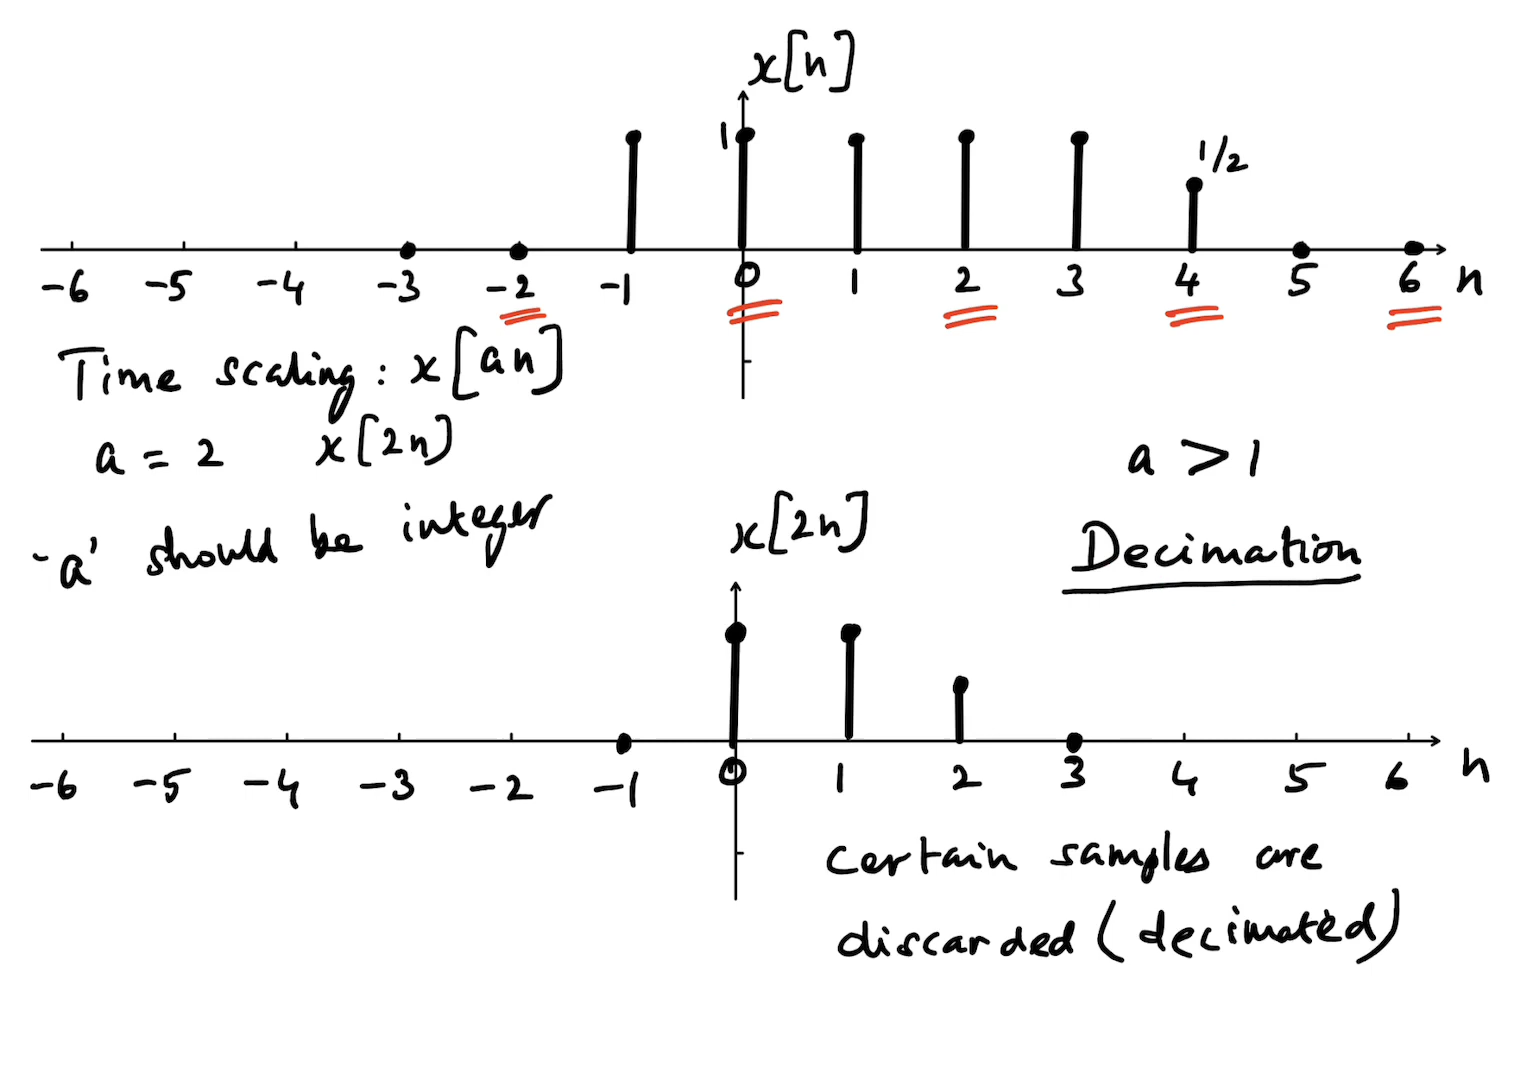 x[n]
1
1/2
-6 -5 -4 -3 -2 -1 0 1 2 3 4 5 6 n
Time scaling: x[an]
a = 2 x[2n]
a > 1
'a' should be integer
x[2n]
Decimation
-6 -5 -4 -3 -2 -1 0 1 2 3 4 5 6 n
Certain samples are
discarded (decimated)